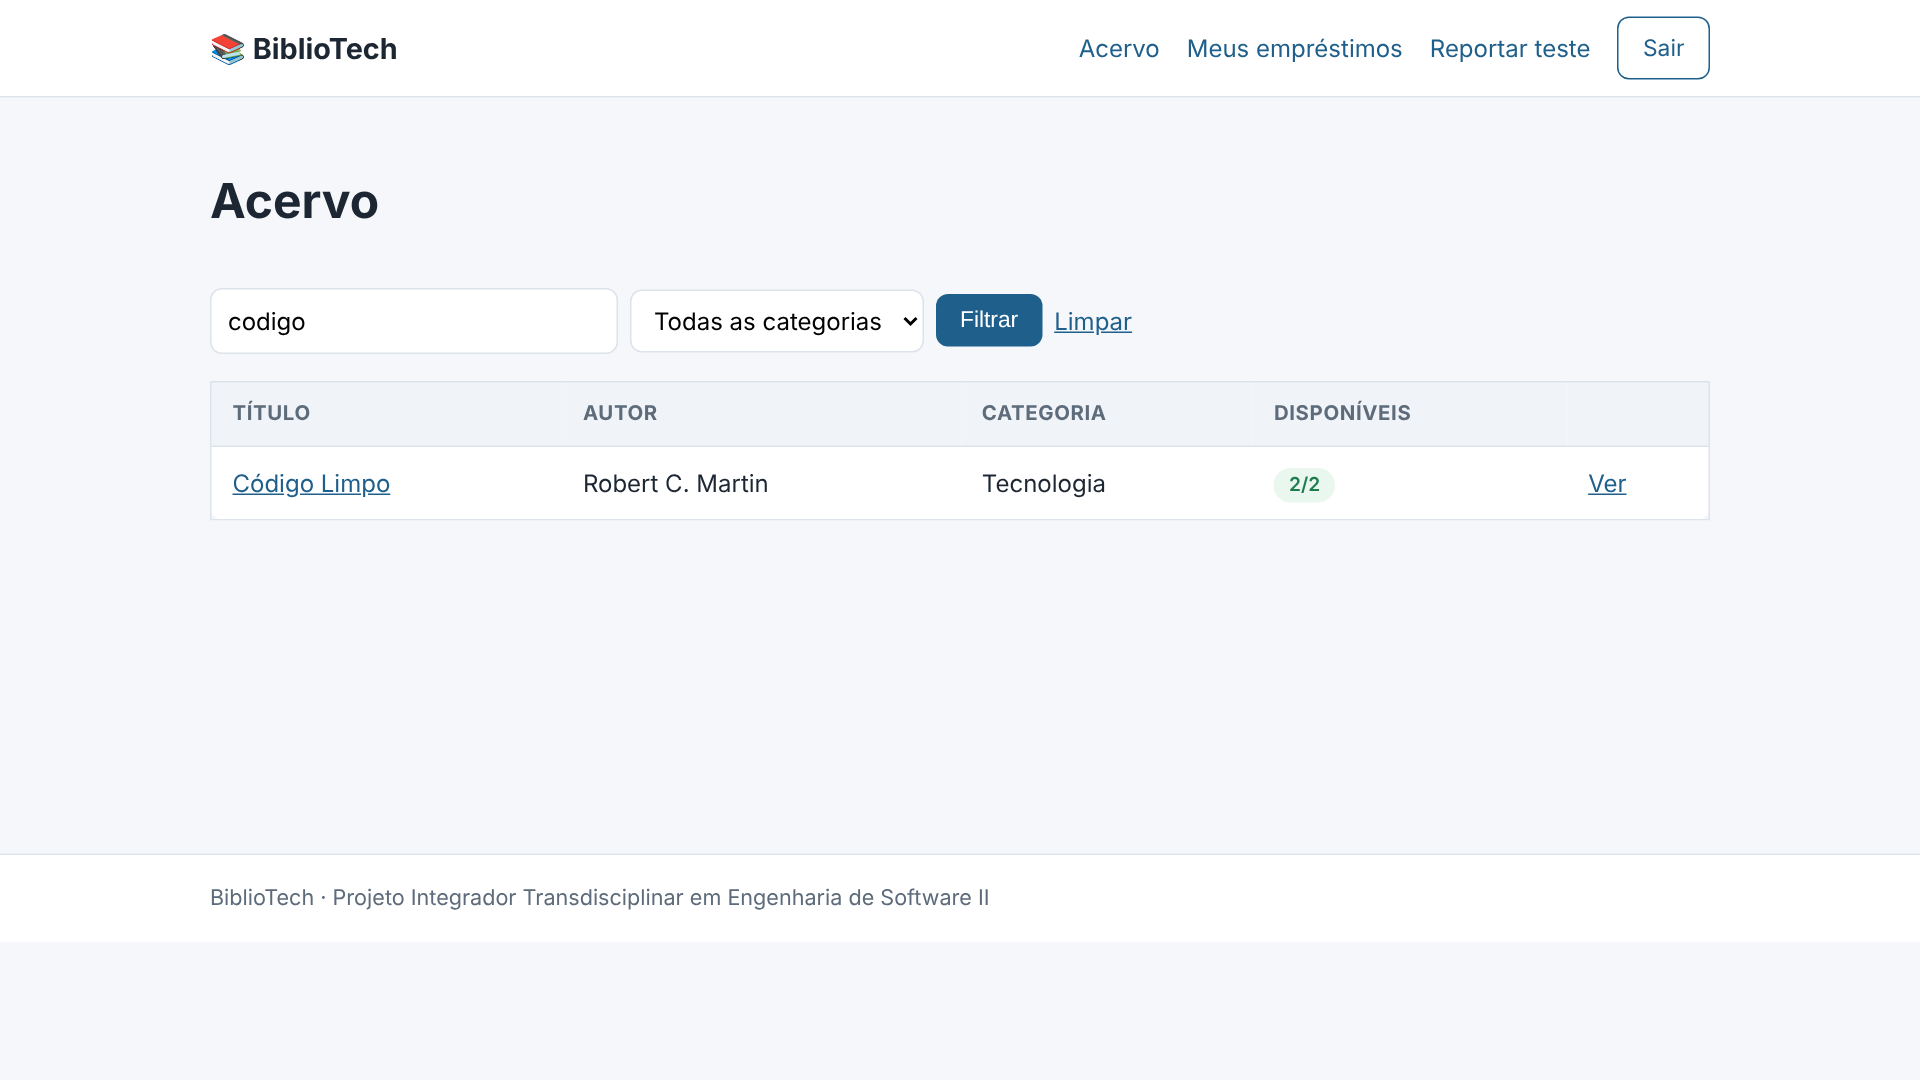 📚 BiblioTech
Acervo Meus empréstimos Reportar teste Sair
Acervo
codigo Todas as categorias Filtrar Limpar
TÍTULO AUTOR CATEGORIA DISPONÍVEIS
Código Limpo Robert C. Martin Tecnologia 2/2 Ver
BiblioTech · Projeto Integrador Transdisciplinar em Engenharia de Software II